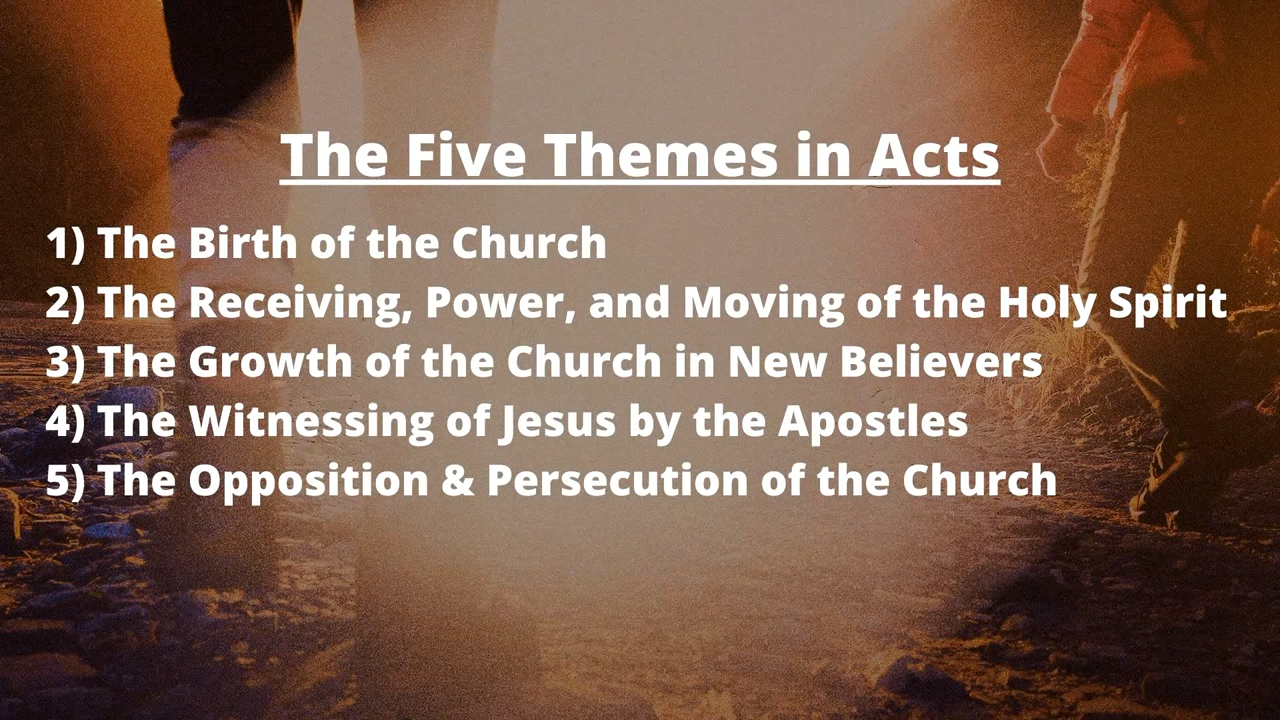 The Five Themes in Acts
1) The Birth of the Church
2) The Receiving, Power, and Moving of the Holy Spirit
3) The Growth of the Church in New Believers
4) The Witnessing of Jesus by the Apostles
5) The Opposition & Persecution of the Church